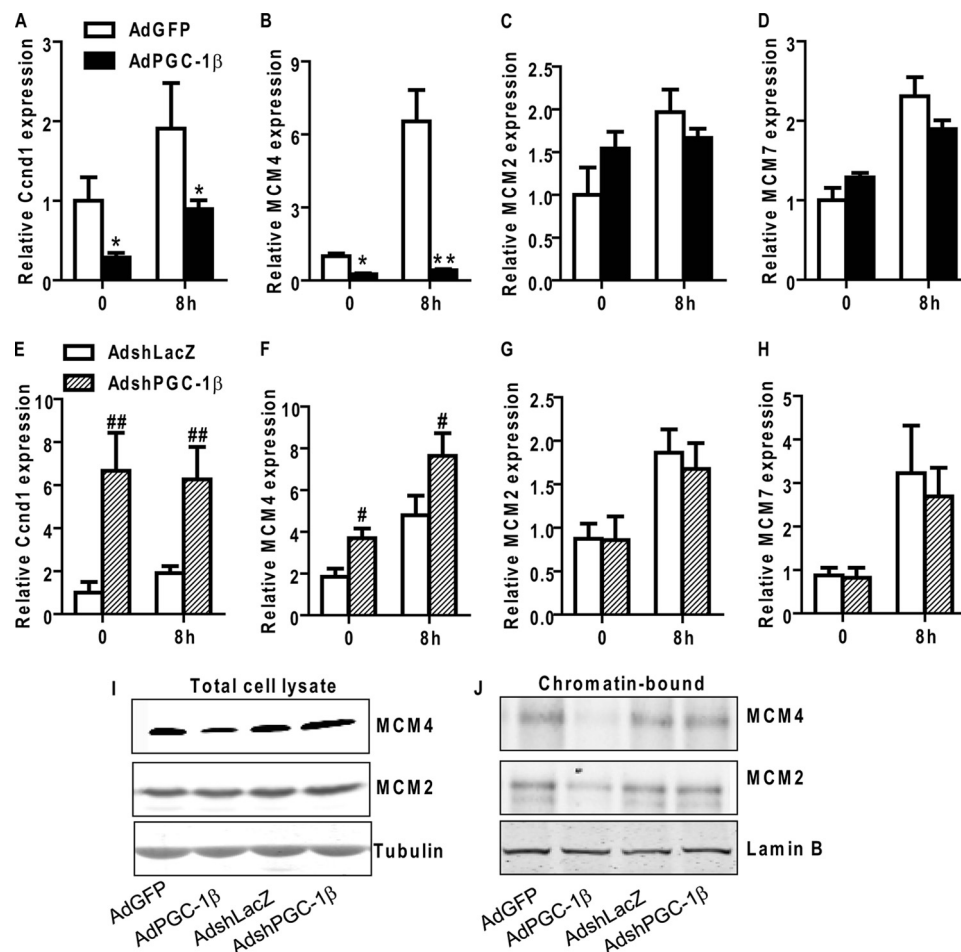 A
AdGFP
AdPGC-1β
Relative Ccnd1 expression
3
2
1
0
*
*
0 8h
B
Relative MCM4 expression
9
6
3
0
*
**
0 8h
C
Relative MCM2 expression
2.5
2.0
1.5
1.0
0.5
0.0
0 8h
D
Relative MCM7 expression
3
2
1
0
0 8h
E
AdshLacZ
AdshPGC-1β
Relative Ccnd1 expression
10
8
6
4
2
0
##
##
0 8h
F
Relative MCM4 expression
10
8
6
4
2
0
#
#
0 8h
G
Relative MCM2 expression
2.5
2.0
1.5
1.0
0.5
0.0
0 8h
H
Relative MCM7 expression
5
4
3
2
1
0
0 8h
I
Total cell lysate
MCM4
MCM2
Tubulin
AdGFP
AdPGC-1β
AdshLacZ
AdshPGC-1β
J
Chromatin-bound
MCM4
MCM2
Lamin B
AdGFP
AdPGC-1β
AdshLacZ
AdshPGC-1β